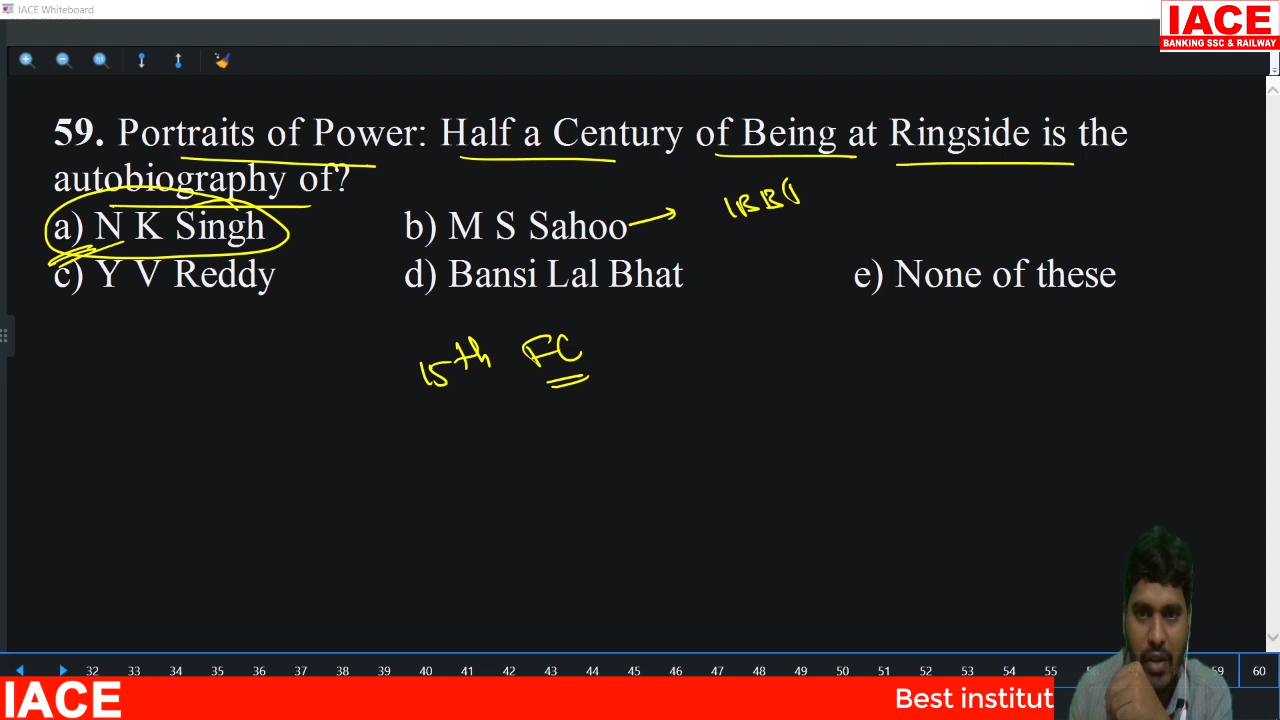 IACE Whiteboard
IACE
BANKING SSC & RAILWAY
59. Portraits of Power: Half a Century of Being at Ringside is the
autobiography of?
a) N K Singh b) M S Sahoo IBBI
c) Y V Reddy d) Bansi Lal Bhat e) None of these
15th FC
32 33 34 35 36 37 38 39 40 41 42 43 44 45 46 47 48 49 50 51 52 53 54 55 59 60
IACE Best institut